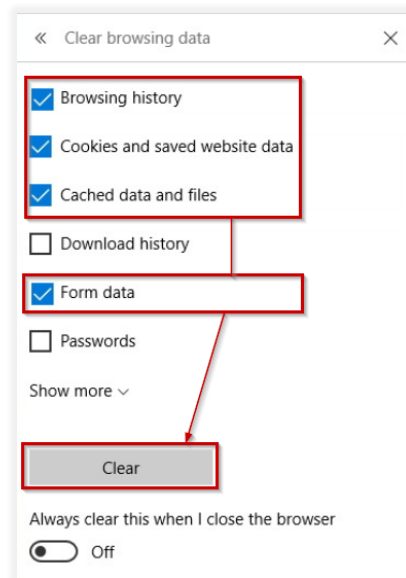 « Clear browsing data
Browsing history
Cookies and saved website data
Cached data and files
Download history
Form data
Passwords
Show more
Clear
Always clear this when I close the browser
Off